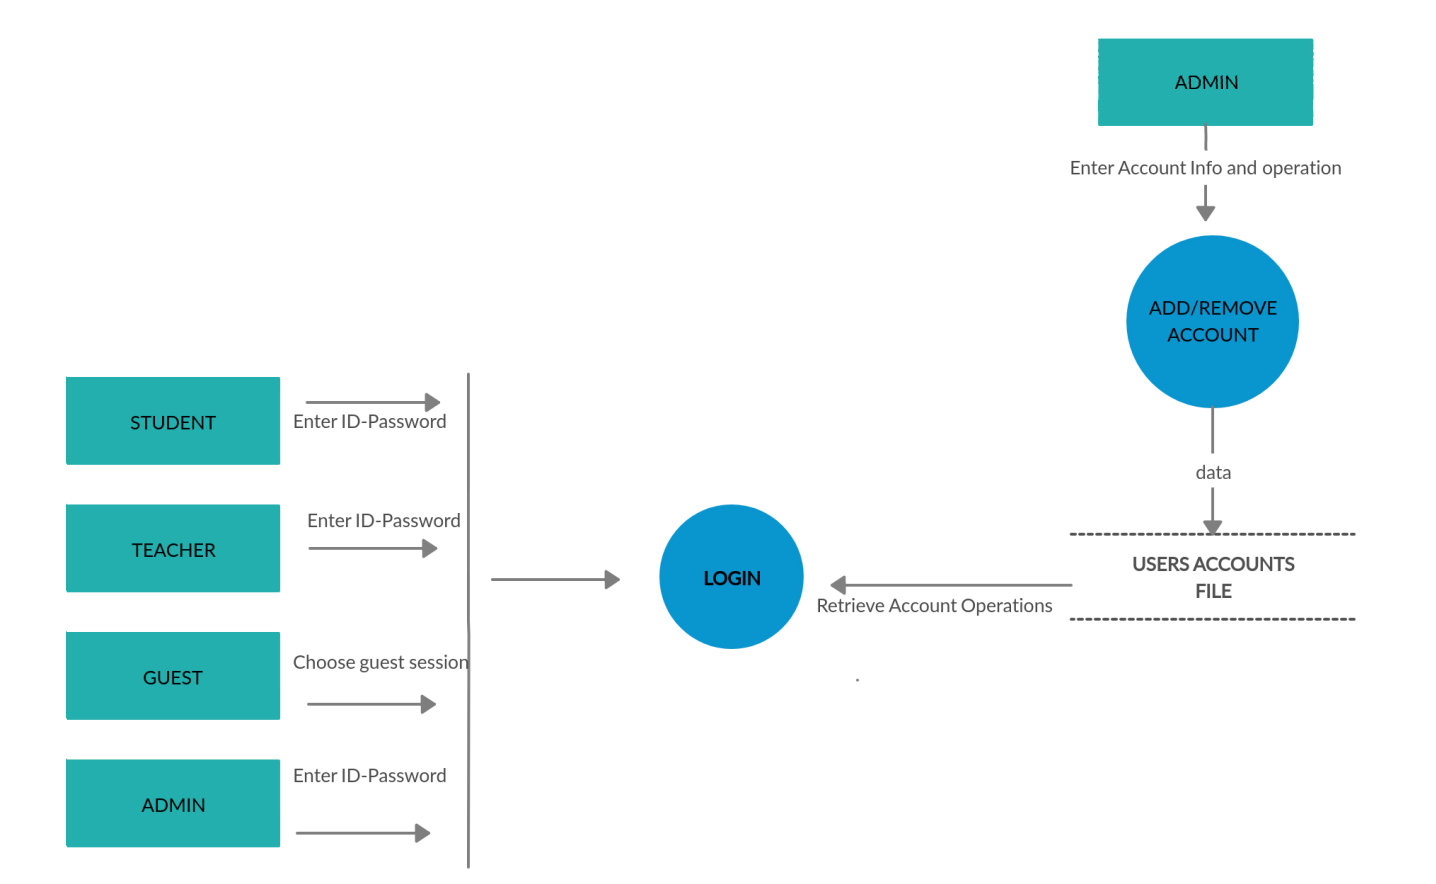 ADMIN
Enter Account Info and operation
ADD/REMOVE
ACCOUNT
STUDENT
Enter ID-Password
data
TEACHER
Enter ID-Password
LOGIN
USERS ACCOUNTS
FILE
Retrieve Account Operations
GUEST
Choose guest session
ADMIN
Enter ID-Password